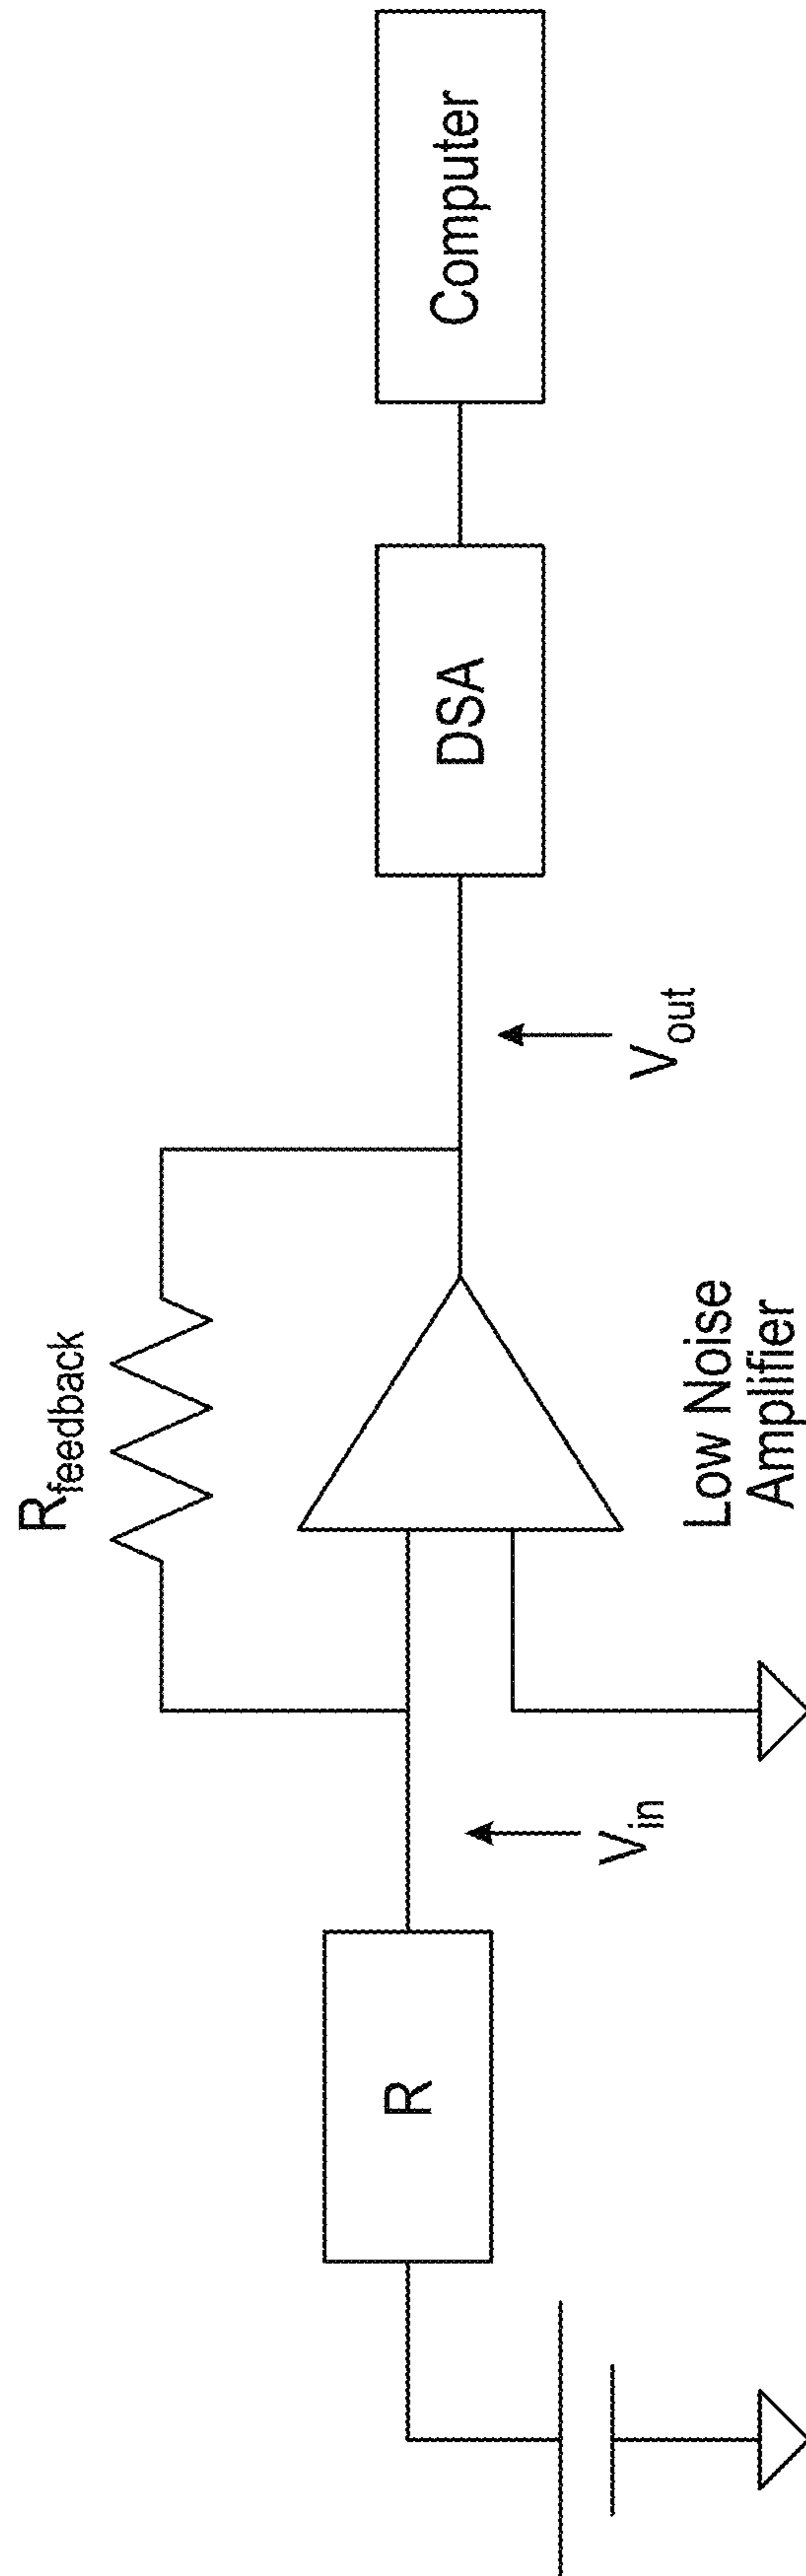 R
V_in
R_feedback
Low Noise
Amplifier
V_out
DSA
Computer